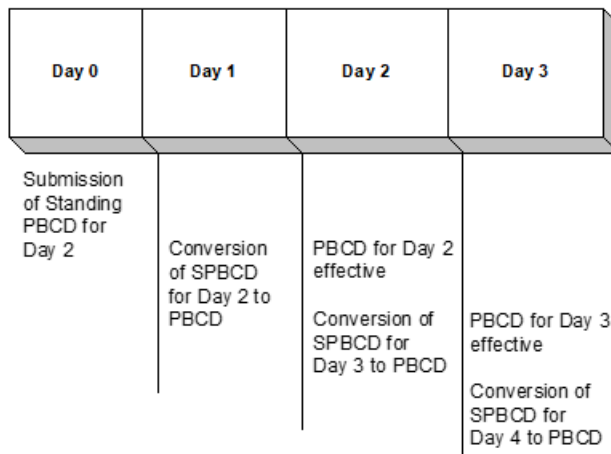 Day 0
Day 1
Day 2
Day 3
Submission
of Standing
PBCD for
Day 2
Conversion
of SPBCD
for Day 2 to
PBCD
PBCD for Day 2
effective
Conversion of
SPBCD for
Day 3 to PBCD
PBCD for Day 3
effective
Conversion of
SPBCD for
Day 4 to PBCD